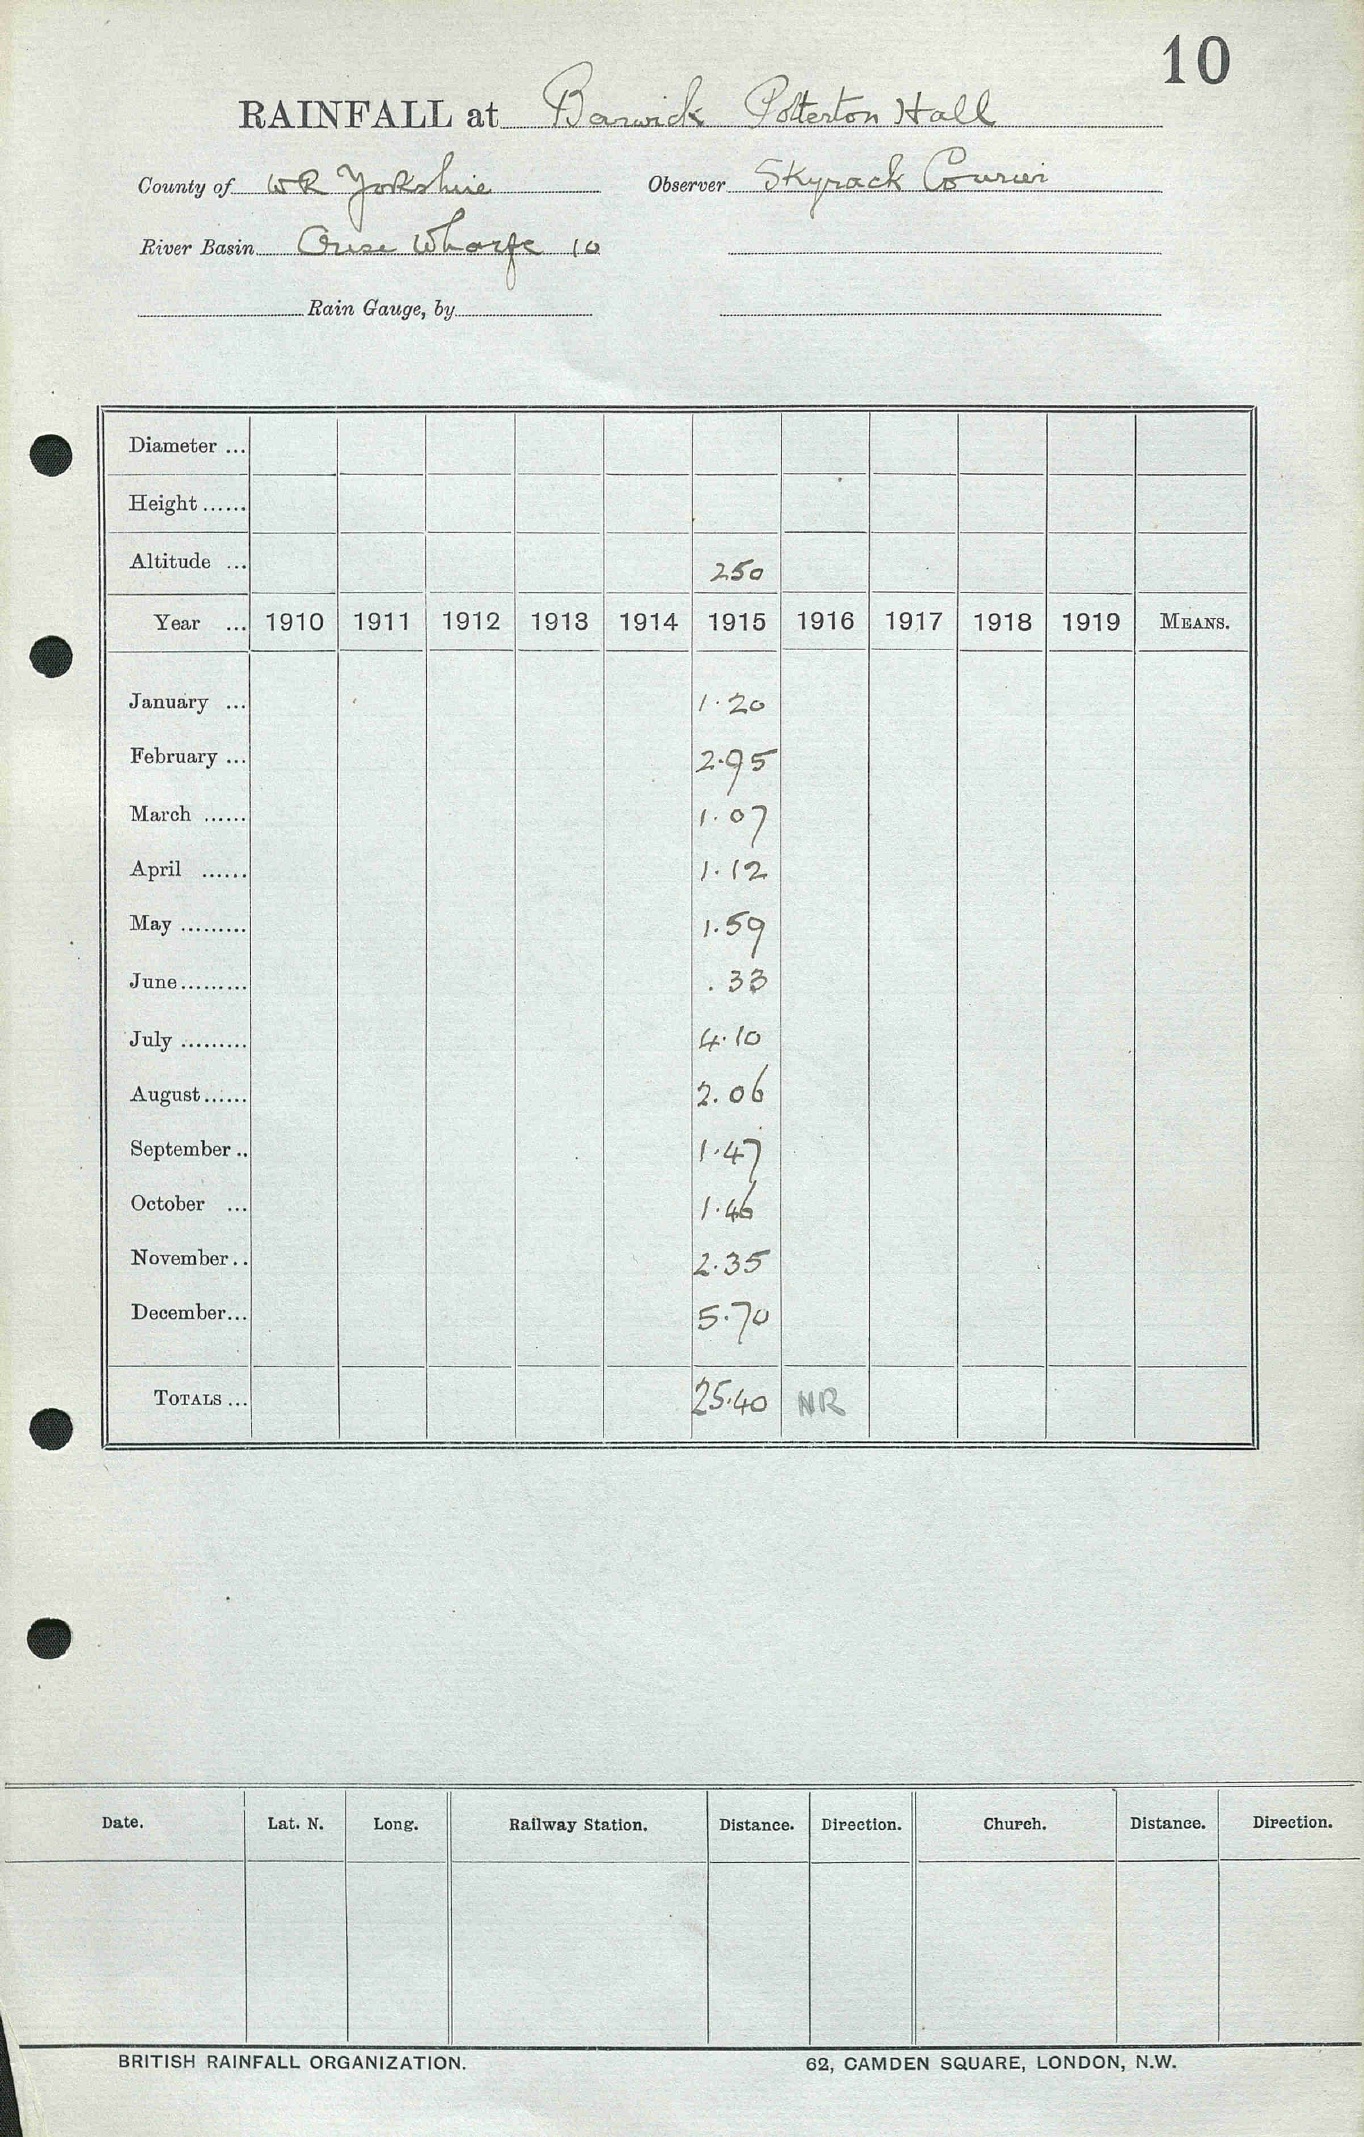 10
RAINFALL at Barwick Potterton Hall
County of WR Yorkshire Observer Skyrack Courier
River Basin Ouse Wharfe 10
Rain Gauge, by
Diameter ...
Height ......
Altitude ... 250
Year ... 1910 1911 1912 1913 1914 1915 1916 1917 1918 1919 MEANS.
January ... 1.20
February ... 2.95
March ...... 1.07
April ...... 1.12
May ......... 1.59
June ......... .33
July ......... 4.10
August ...... 2.06
September .. 1.47
October ... 1.46
November .. 2.35
December ... 5.70
TOTALS ... 25.40 NR
Date. Lat. N. Long. Railway Station. Distance. Direction. Church. Distance. Direction.
BRITISH RAINFALL ORGANIZATION. 62, CAMDEN SQUARE, LONDON, N.W.